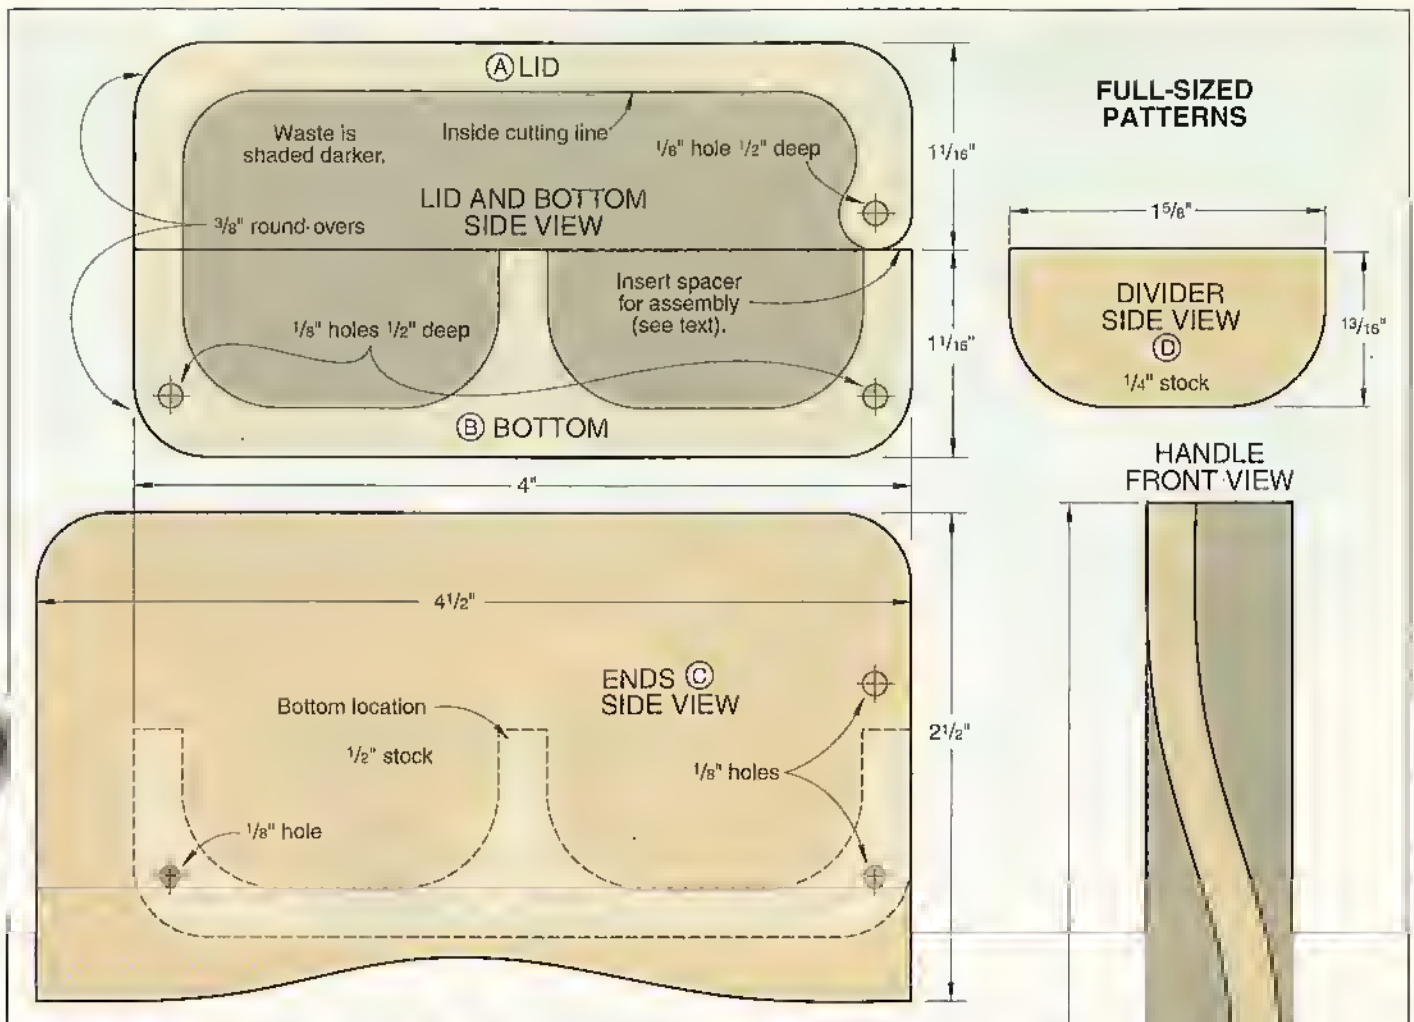 Ⓐ LID
FULL-SIZED
PATTERNS
Waste is
shaded darker.
Inside cutting line
1/8" hole 1/2" deep
1 1/16"
LID AND BOTTOM
SIDE VIEW
3/8" round-overs
1 5/8"
Insert spacer
for assembly
(see text).
1/8" holes 1/2" deep
1 1/16"
DIVIDER
SIDE VIEW
Ⓓ
1/4" stock
13/16"
Ⓑ BOTTOM
4"
HANDLE
FRONT VIEW
4 1/2"
ENDS Ⓒ
SIDE VIEW
Bottom location
1/2" stock
2 1/2"
1/8" holes
1/8" hole